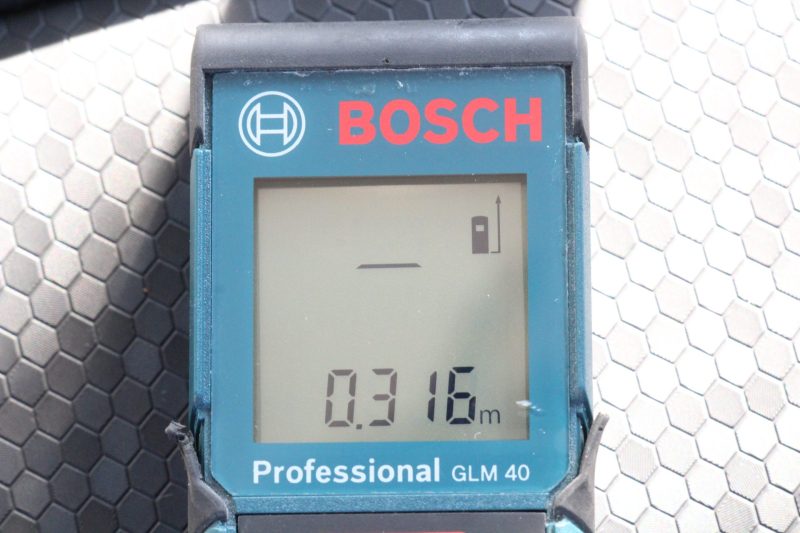 BOSCH
0.316m
Professional GLM 40